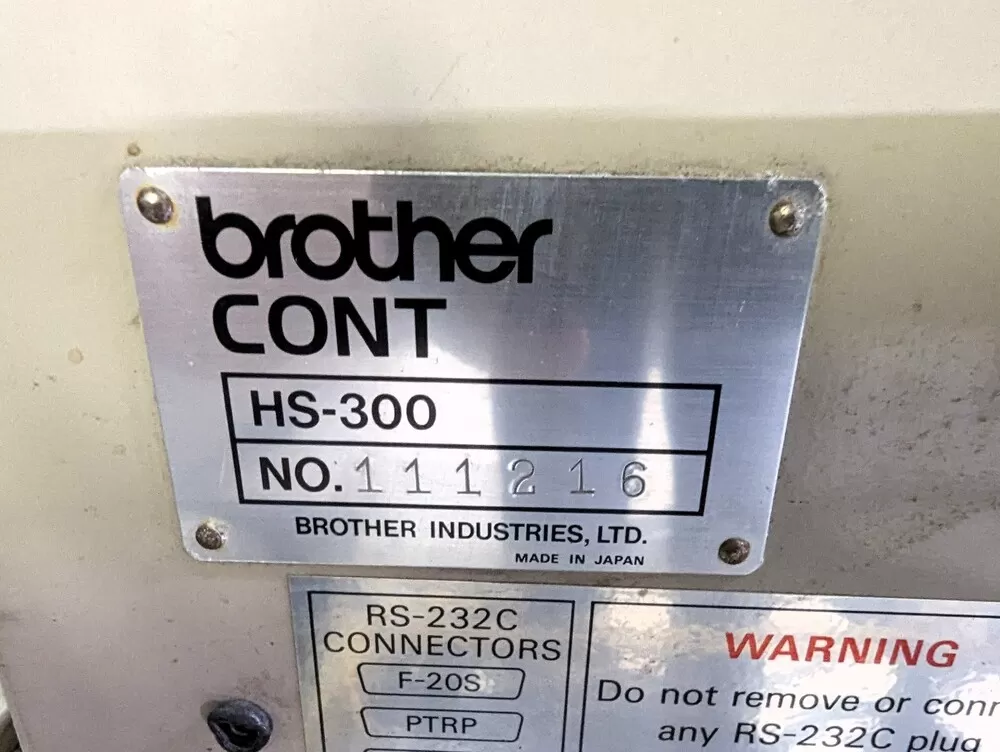 brother
CONT
HS-300
NO. 111216
BROTHER INDUSTRIES, LTD.
MADE IN JAPAN
RS-232C
CONNECTORS
F-20S
PTRP
WARNING
Do not remove or conn
any RS-232C plug